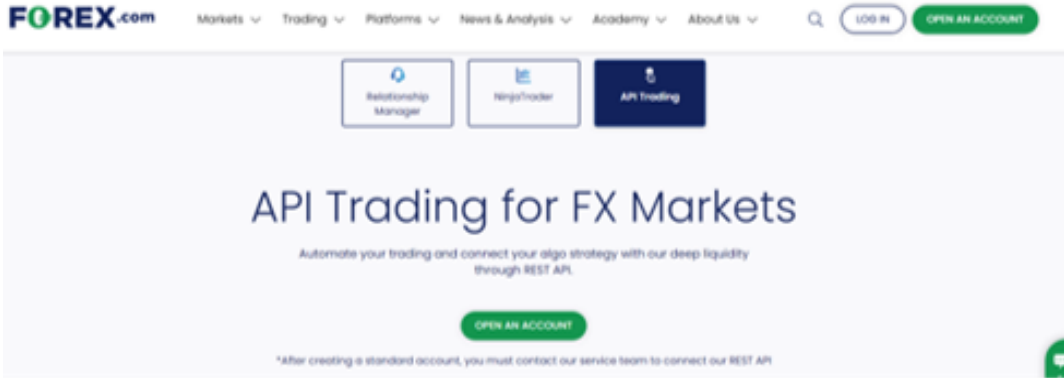 FOREX.com
Markets Trading Platforms News & Analysis Academy About Us LOG IN OPEN AN ACCOUNT
Relationship
Manager
NinjaTrader
API Trading
API Trading for FX Markets
Automate your trading and connect your algo strategy with our deep liquidity
through REST API.
OPEN AN ACCOUNT
*After creating a standard account, you must contact our service team to connect our REST API